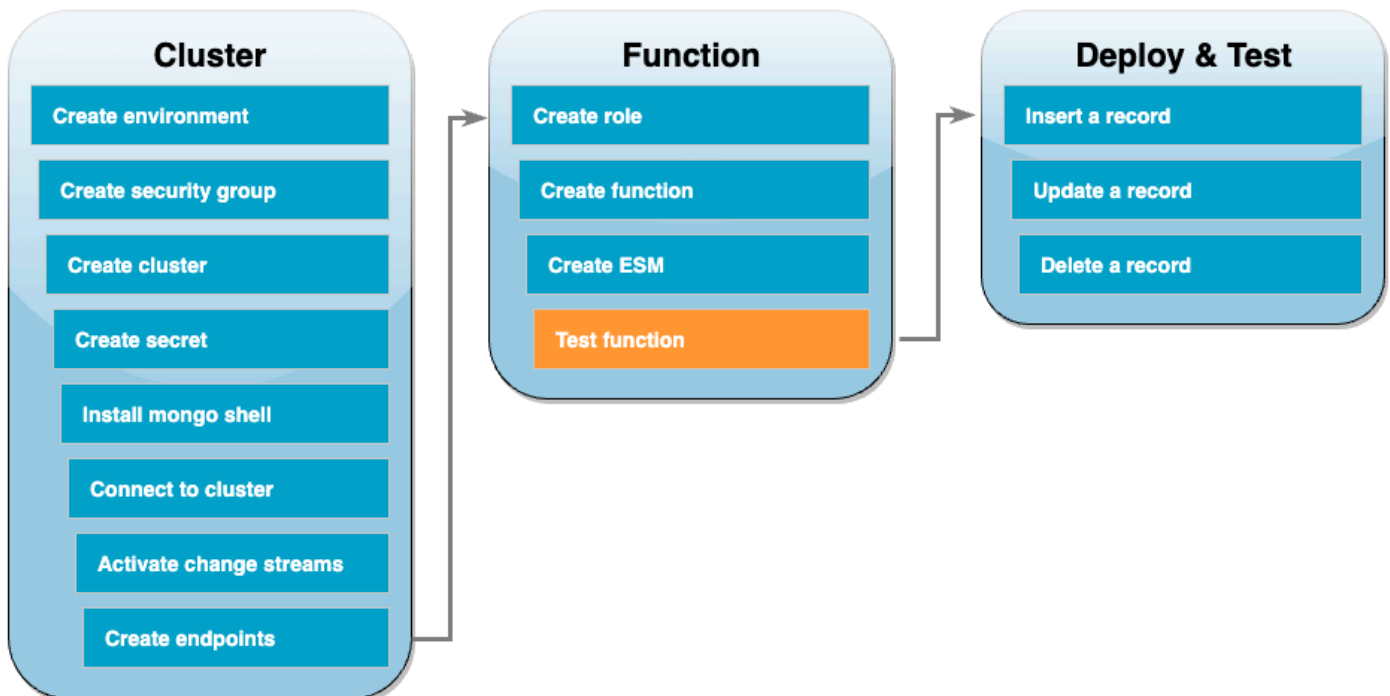 Cluster
Create environment
Create security group
Create cluster
Create secret
Install mongo shell
Connect to cluster
Activate change streams
Create endpoints
Function
Create role
Create function
Create ESM
Test function
Deploy & Test
Insert a record
Update a record
Delete a record